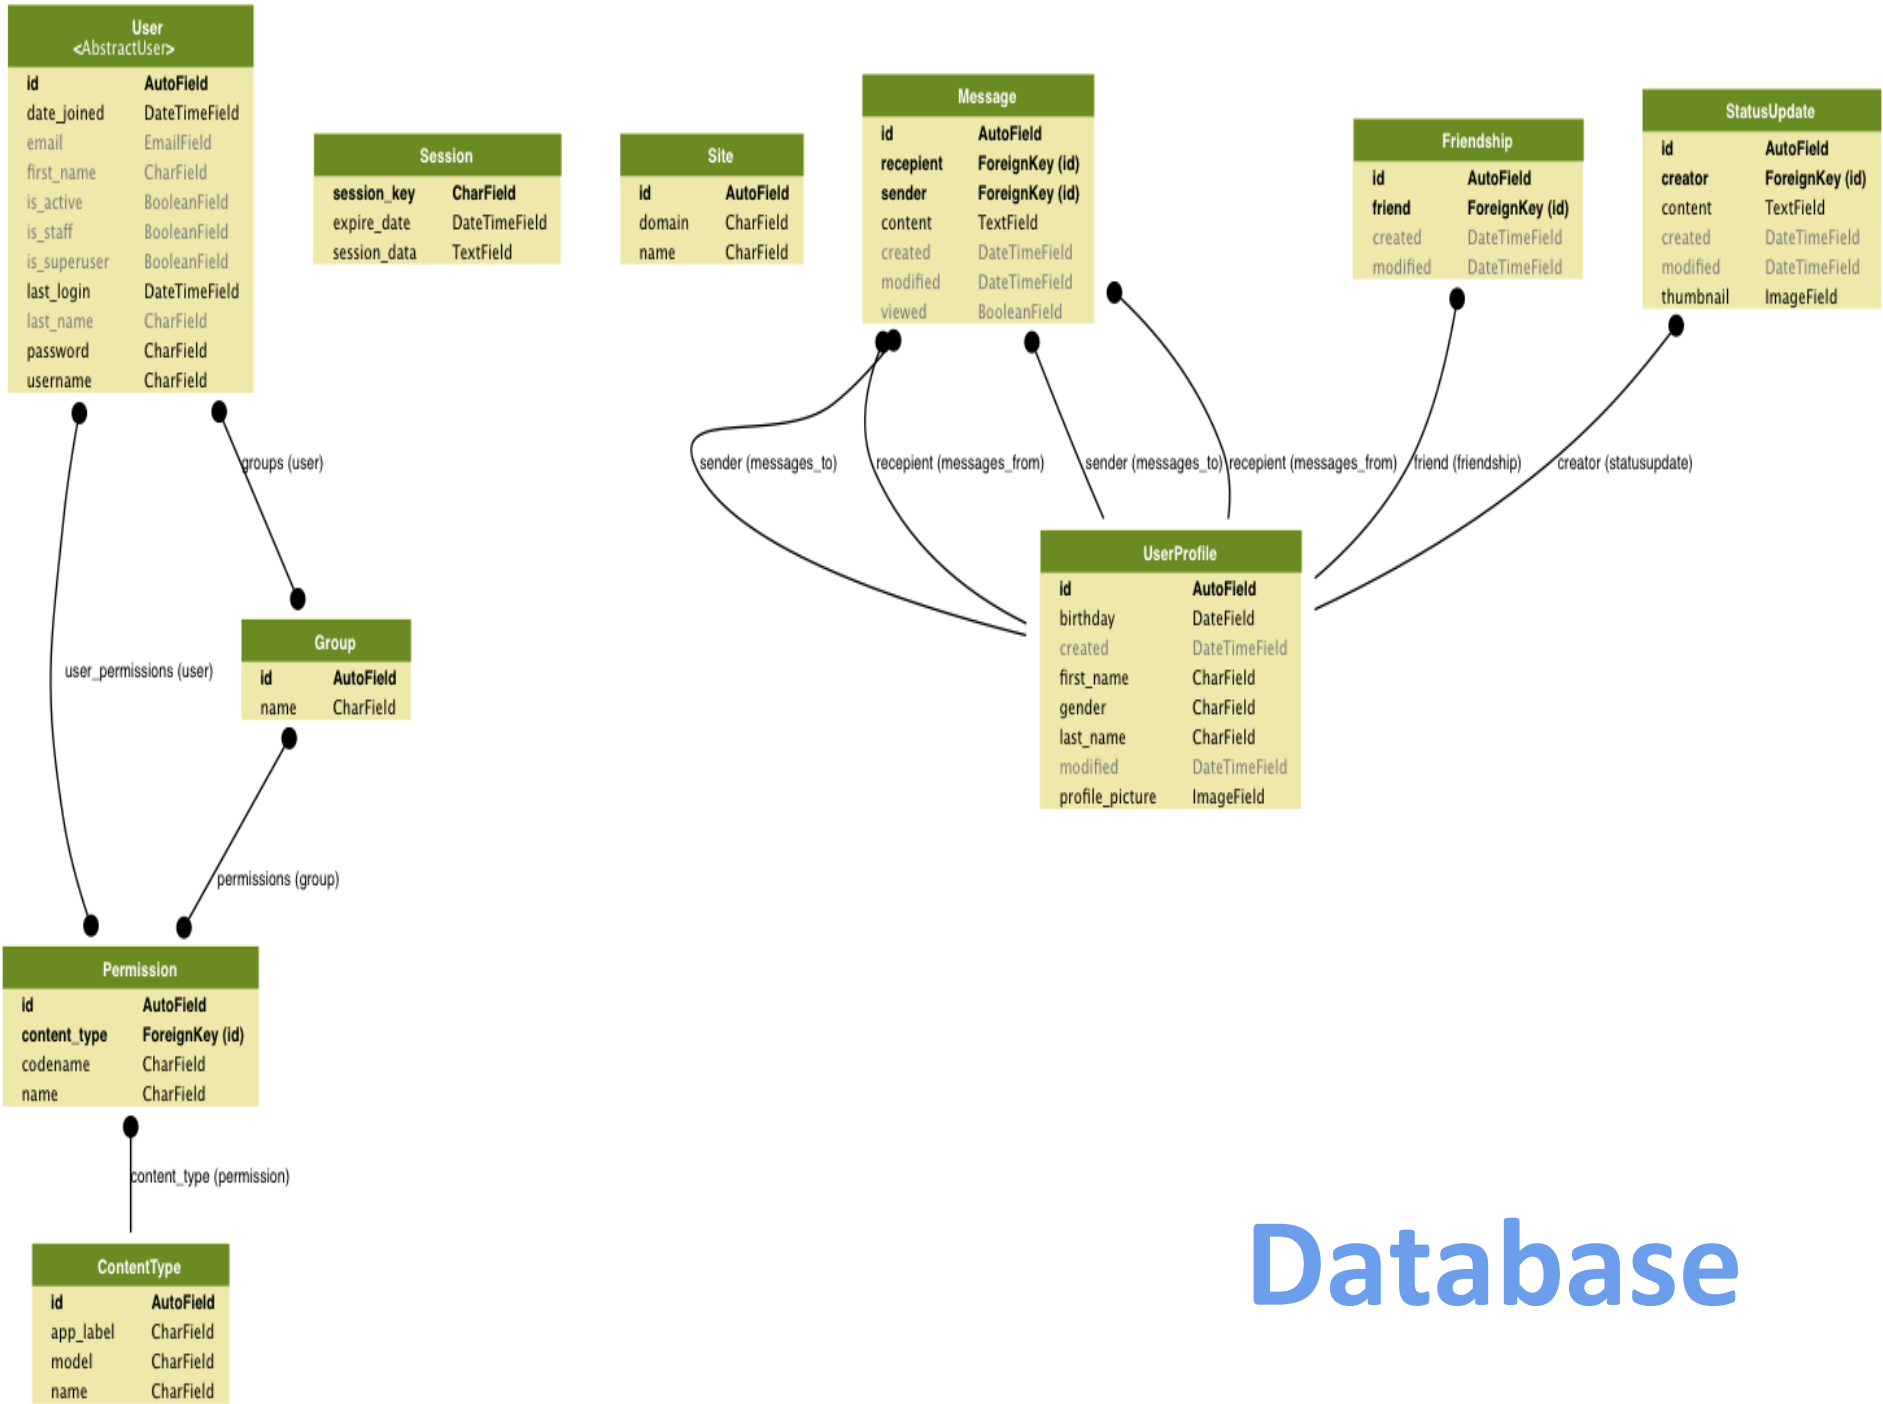 User
<AbstractUser>
id AutoField
date_joined DateTimeField
email EmailField
first_name CharField
is_active BooleanField
is_staff BooleanField
is_superuser BooleanField
last_login DateTimeField
last_name CharField
password CharField
username CharField
Session
session_key CharField
expire_date DateTimeField
session_data TextField
Site
id AutoField
domain CharField
name CharField
Message
id AutoField
recepient ForeignKey (id)
sender ForeignKey (id)
content TextField
created DateTimeField
modified DateTimeField
viewed BooleanField
Friendship
id AutoField
friend ForeignKey (id)
created DateTimeField
modified DateTimeField
StatusUpdate
id AutoField
creator ForeignKey (id)
content TextField
created DateTimeField
modified DateTimeField
thumbnail ImageField
groups (user)
sender (messages_to)
recepient (messages_from)
sender (messages_to)
recepient (messages_from)
friend (friendship)
creator (statusupdate)
UserProfile
id AutoField
birthday DateField
created DateTimeField
first_name CharField
gender CharField
last_name CharField
modified DateTimeField
profile_picture ImageField
user_permissions (user)
Group
id AutoField
name CharField
permissions (group)
Permission
id AutoField
content_type ForeignKey (id)
codename CharField
name CharField
content_type (permission)
ContentType
id AutoField
app_label CharField
model CharField
name CharField
Database